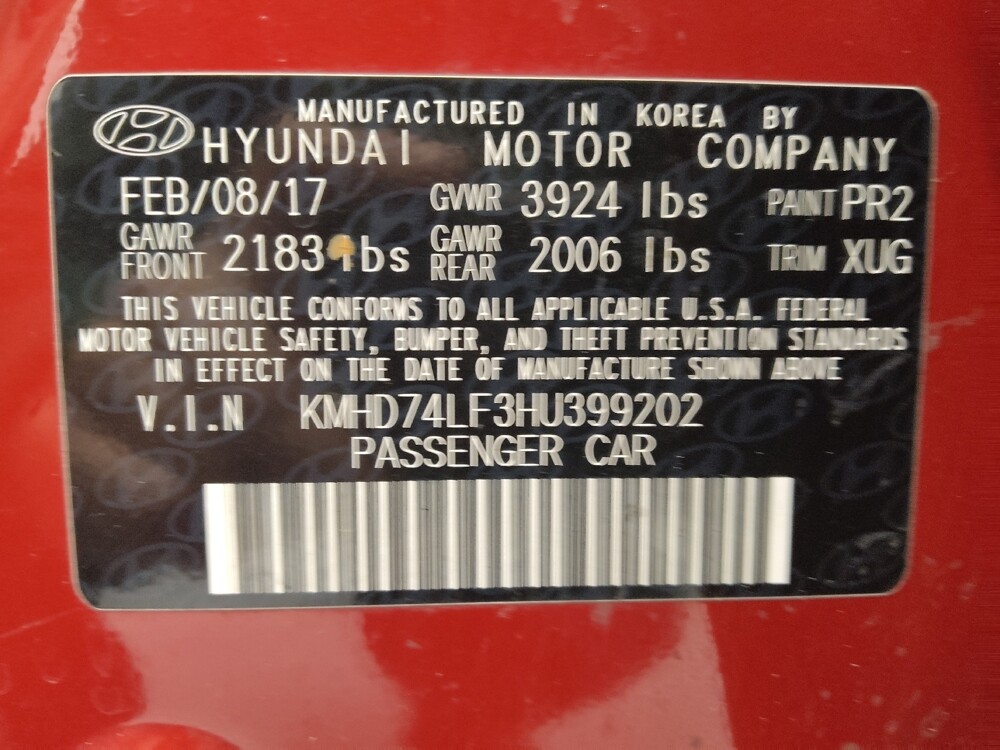 MANUFACTURED IN KOREA BY
HYUNDAI MOTOR COMPANY
FEB/08/17 GVWR 3924 lbs PAINT PR2
GAWR FRONT 2183 lbs GAWR REAR 2006 lbs TRIM XUG
THIS VEHICLE CONFORMS TO ALL APPLICABLE U.S.A. FEDERAL
MOTOR VEHICLE SAFETY, BUMPER, AND THEFT PREVENTION STANDARDS
IN EFFECT ON THE DATE OF MANUFACTURE SHOWN ABOVE
V.I.N KMHD74LF3HU399202
PASSENGER CAR